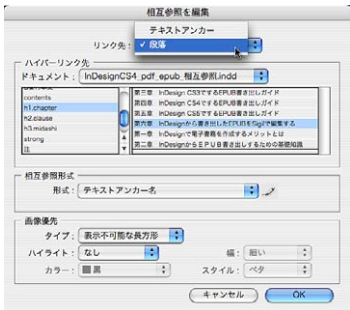 相互参照を編集
テキストアンカー
リンク先： ✓ 段落
ハイパーリンク先
ドキュメント： InDesignCS4_pdf_epub_相互参照.indd
contents
h1.chapter
h2.clause
h3.midashi
strong
注
第三章 InDesign CS3でするEPUB書き出しガイド
第四章 InDesign CS4でするEPUB書き出しガイド
第五章 InDesign CS5でするEPUB書き出しガイド
第六章 InDesignから書き出したEPUBをSigilで編集する
第一章 InDesignで電子書籍を作成するメリットとは
第二章 InDesignからEPUB書き出しするための基礎知識
相互参照形式
形式： テキストアンカー名
画像優先
タイプ： 表示不可能な長方形
ハイライト： なし
幅： 細い
カラー： 黒
スタイル： ベタ
キャンセル
OK